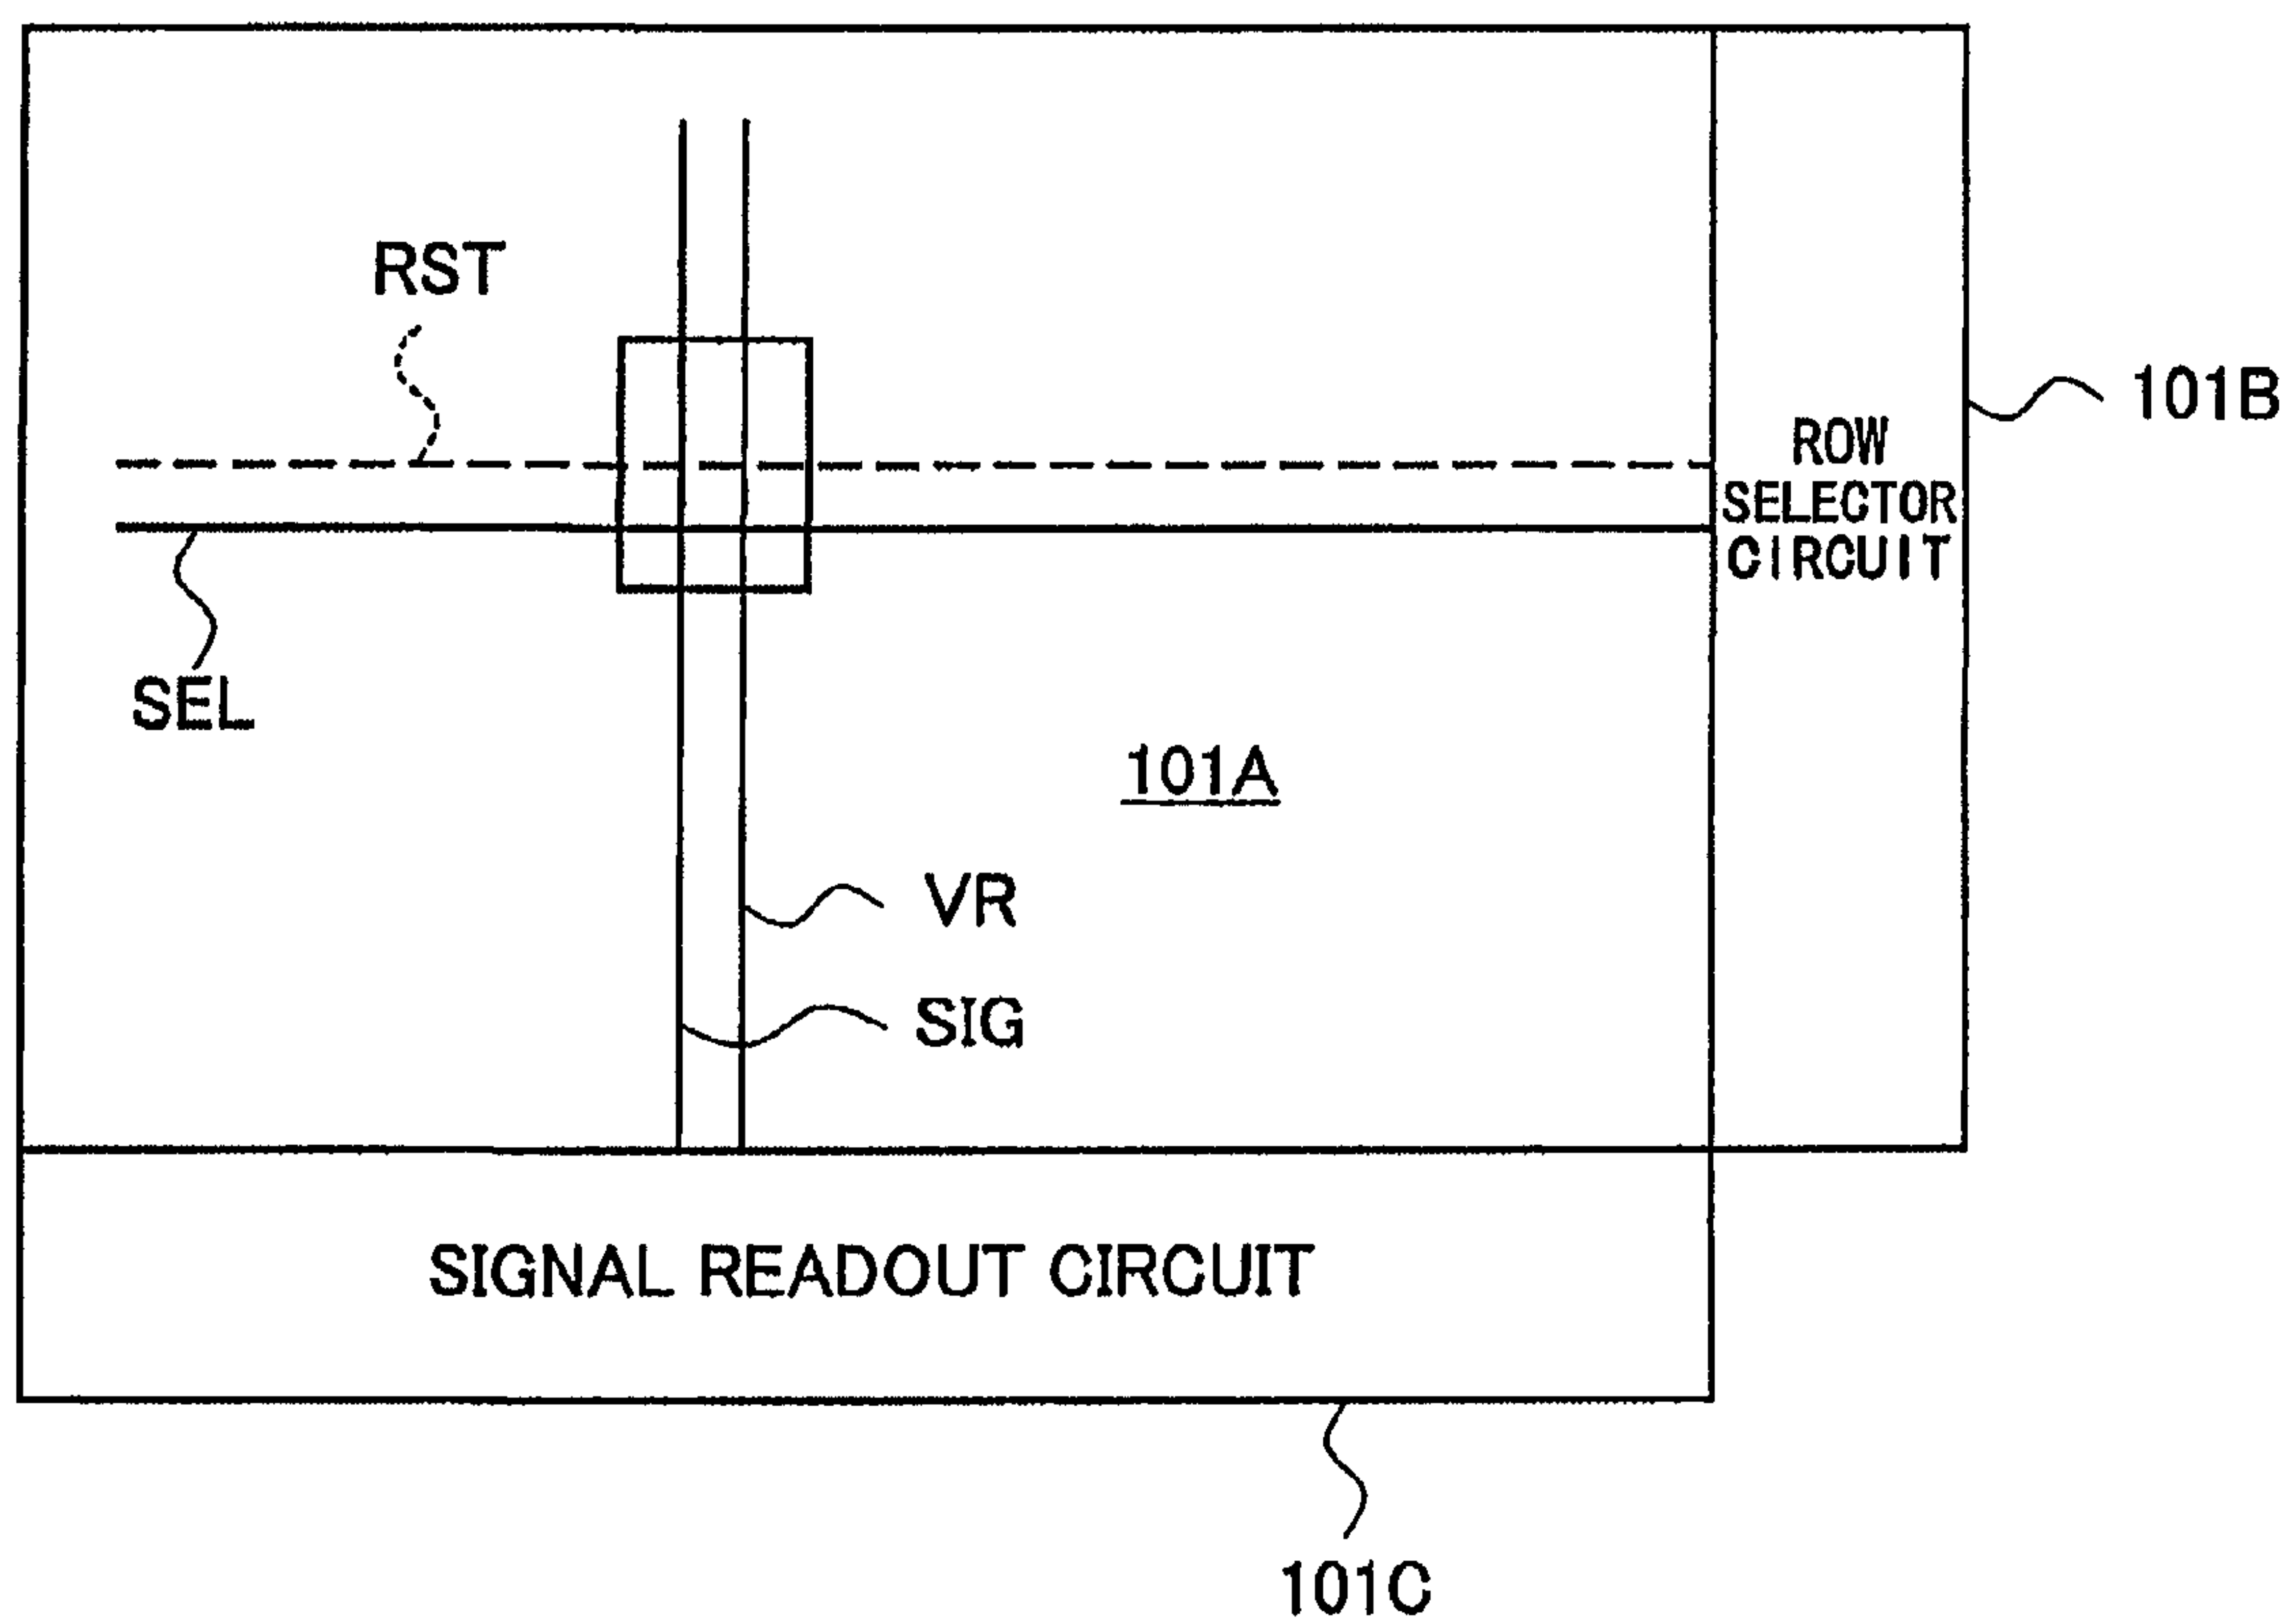 RST
101B
ROW
SELECTOR
CIRCUIT
SEL
101A
VR
SIG
SIGNAL READOUT CIRCUIT
101C